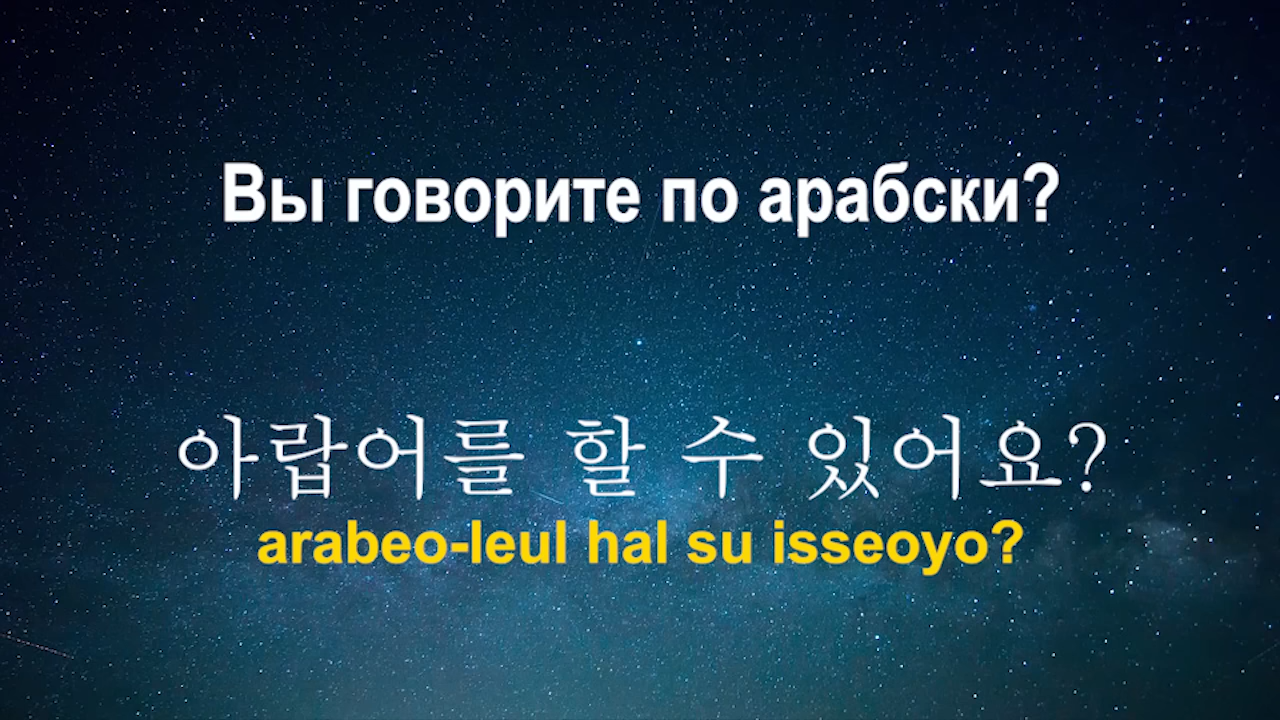 Вы говорите по арабски?
아랍어를 할 수 있어요?
arabeo-leul hal su isseoyo?